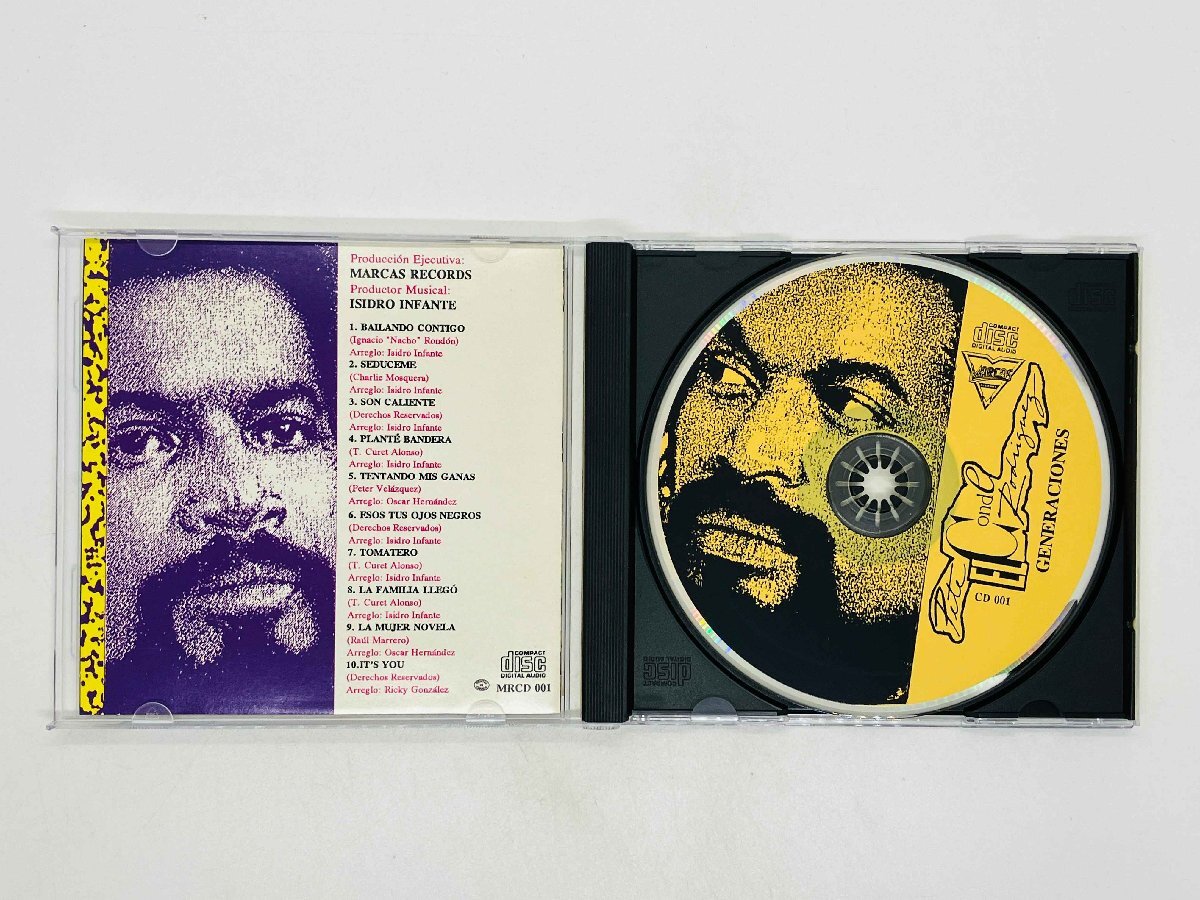 Producción Ejecutiva:
MARCAS RECORDS
Productor Musical:
ISIDRO INFANTE
1. BAILANDO CONTIGO
(Ignacio "Nacho" Rondón)
Arreglo: Isidro Infante
2. SEDUCEME
(Charlie Mosquera)
Arreglo: Isidro Infante
3. SON CALIENTE
(Derechos Reservados)
Arreglo: Isidro Infante
4. PLANTÉ BANDERA
(T. Curet Alonso)
Arreglo: Isidro Infante
5. TENTANDO MIS GANAS
(Peter Velázquez)
Arreglo: Oscar Hernández
6. ESOS TUS OJOS NEGROS
(Derechos Reservados)
Arreglo: Isidro Infante
7. TOMATERO
(T. Curet Alonso)
Arreglo: Isidro Infante
8. LA FAMILIA LLEGÓ
(T. Curet Alonso)
Arreglo: Isidro Infante
9. LA MUJER NOVELA
(Raúl Marrero)
Arreglo: Oscar Hernández
10.IT'S YOU
(Derechos Reservados)
Arreglo: Ricky González
COMPACT
disc
DIGITAL AUDIO
MRCD 001
COMPACT
disc
DIGITAL AUDIO
Pete
EL Conde
Rodríguez
GENERACIONES
CD 001
COMPACT
disc
DIGITAL AUDIO